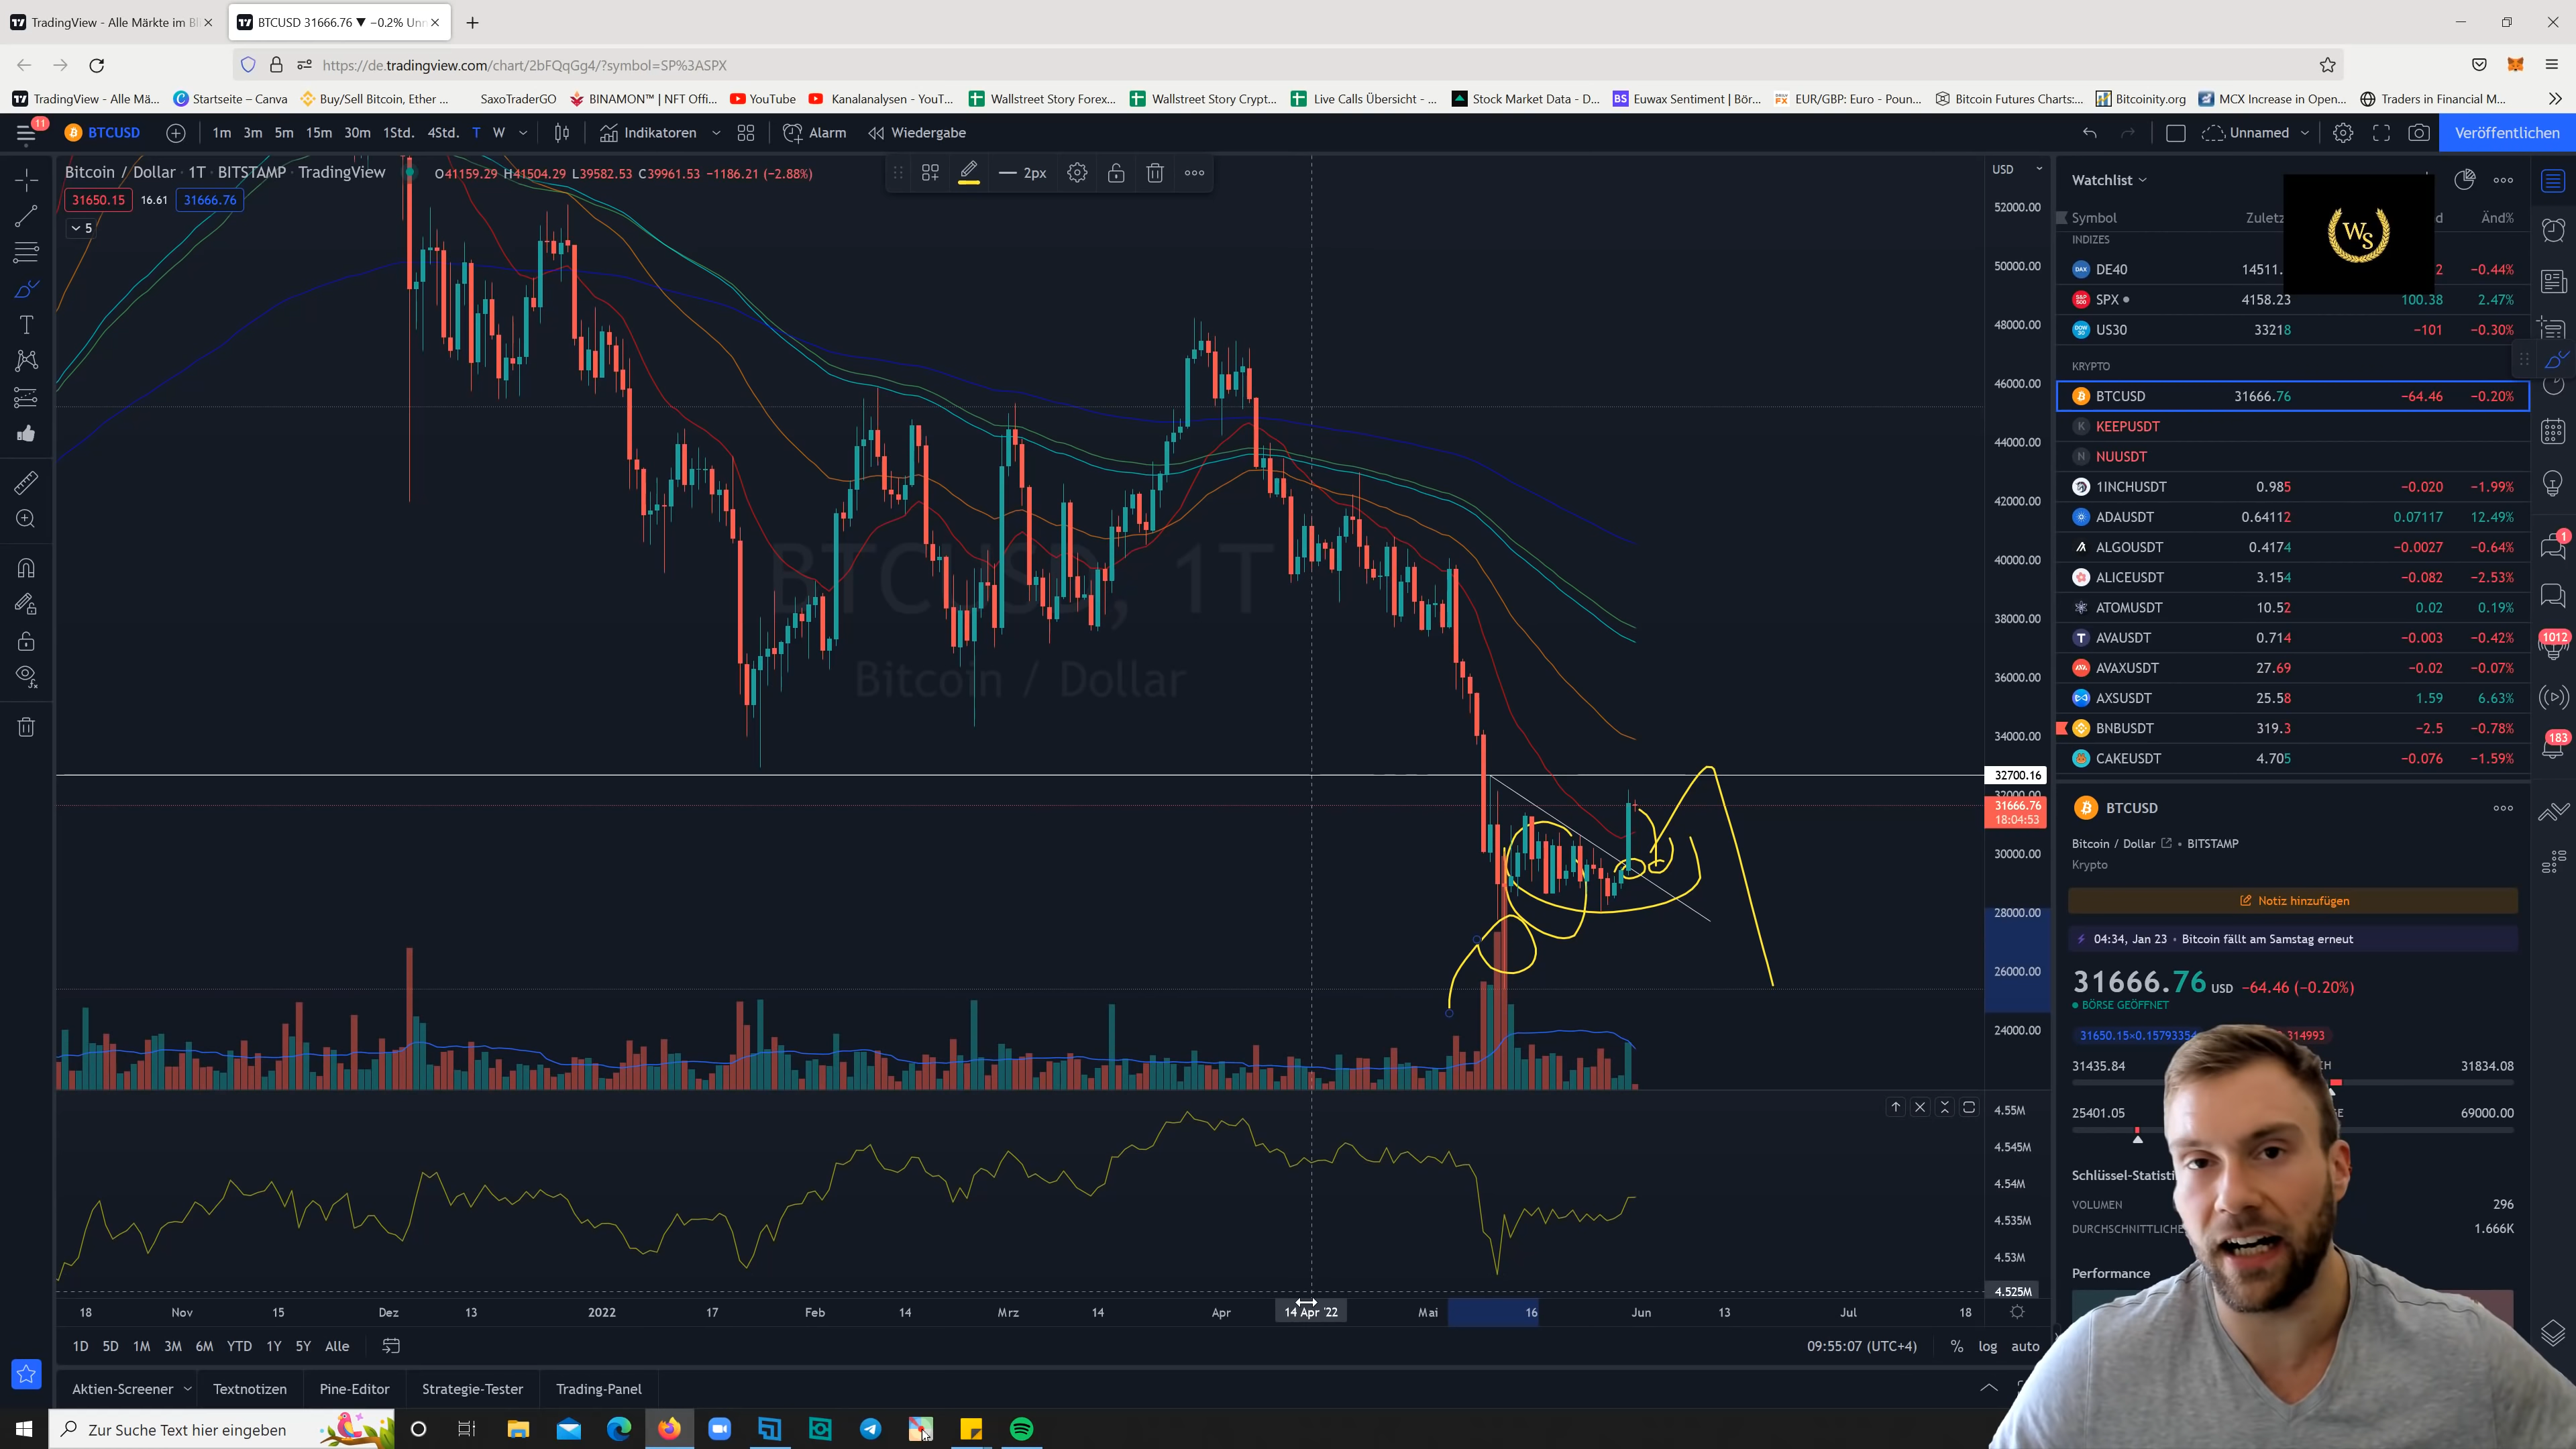 TradingView - Alle Märkte im Bl
BTCUSD 31666.76 ▼ −0.2% Unn
https://de.tradingview.com/chart/2bFQqGg4/?symbol=SP%3ASPX
TradingView - Alle Mä...
Startseite – Canva
Buy/Sell Bitcoin, Ether ...
SaxoTraderGO
BINAMON™ | NFT Offi...
YouTube
Kanalanalysen - YouT...
Wallstreet Story Forex...
Wallstreet Story Crypt...
Live Calls Übersicht - ...
Stock Market Data - D...
Euwax Sentiment | Bör...
EUR/GBP: Euro - Poun...
Bitcoin Futures Charts:...
Bitcoinity.org
MCX Increase in Open...
Traders in Financial M...
11
BTCUSD
1m 3m 5m 15m 30m 1Std. 4Std. T W
Indikatoren
Alarm
Wiedergabe
Unnamed
Veröffentlichen
Bitcoin / Dollar · 1T · BITSTAMP · TradingView
O41159.29 H41504.29 L39582.53 C39961.53 −1186.21 (−2.88%)
31650.15 16.61 31666.76
5
2px
USD
52000.00
50000.00
48000.00
46000.00
44000.00
42000.00
40000.00
38000.00
36000.00
34000.00
32700.16
32000.00
31666.76
18:04:53
30000.00
28000.00
26000.00
24000.00
BTCUSD, 1T
Bitcoin / Dollar
4.55M
4.545M
4.54M
4.535M
4.53M
4.525M
18 Nov 15 Dez 13 2022 17 Feb 14 Mrz 14 Apr 14 Apr '22 Mai 16 Jun 13 Jul 18
1D 5D 1M 3M 6M YTD 1Y 5Y Alle
09:55:07 (UTC+4)
% log auto
Aktien-Screener
Textnotizen
Pine-Editor
Strategie-Tester
Trading-Panel
Watchlist
WS
Symbol Zuletz d Änd%
INDIZES
DE40 14511. 2 −0.44%
SPX 4158.23 100.38 2.47%
US30 33218 −101 −0.30%
KRYPTO
BTCUSD 31666.76 −64.46 −0.20%
KEEPUSDT
NUUSDT
1INCHUSDT 0.985 −0.020 −1.99%
ADAUSDT 0.64112 0.07117 12.49%
ALGOUSDT 0.4174 −0.0027 −0.64%
ALICEUSDT 3.154 −0.082 −2.53%
ATOMUSDT 10.52 0.02 0.19%
AVAUSDT 0.714 −0.003 −0.42%
AVAXUSDT 27.69 −0.02 −0.07%
AXSUSDT 25.58 1.59 6.63%
BNBUSDT 319.3 −2.5 −0.78%
CAKEUSDT 4.705 −0.076 −1.59%
BTCUSD
Bitcoin / Dollar • BITSTAMP
Krypto
Notiz hinzufügen
04:34, Jan 23 • Bitcoin fällt am Samstag erneut
31666.76 USD −64.46 (−0.20%)
BÖRSE GEÖFFNET
31650.15×0.15793354 314993
31435.84 CH 31834.08
25401.05 E 69000.00
Schlüssel-Statisti
VOLUMEN 296
DURCHSCHNITTLICHE 1.666K
Performance
1
1012
183
Zur Suche Text hier eingeben